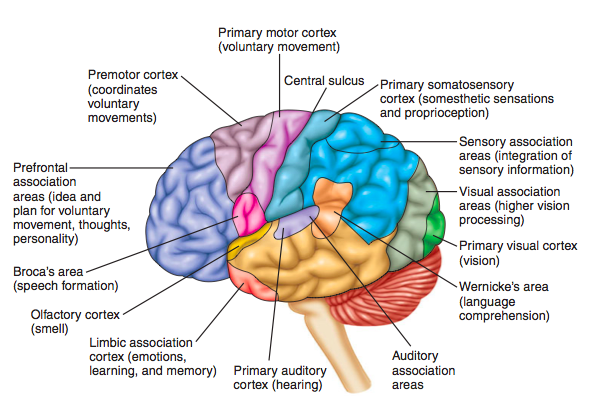 Primary motor cortex
(voluntary movement)
Premotor cortex
(coordinates
voluntary
movements)
Central sulcus
Primary somatosensory
cortex (somesthetic sensations
and proprioception)
Sensory association
areas (integration of
sensory information)
Prefrontal
association
areas (idea and
plan for voluntary
movement, thoughts,
personality)
Visual association
areas (higher vision
processing)
Primary visual cortex
(vision)
Broca's area
(speech formation)
Wernicke's area
(language
comprehension)
Olfactory cortex
(smell)
Limbic association
cortex (emotions,
learning, and memory)
Primary auditory
cortex (hearing)
Auditory
association
areas